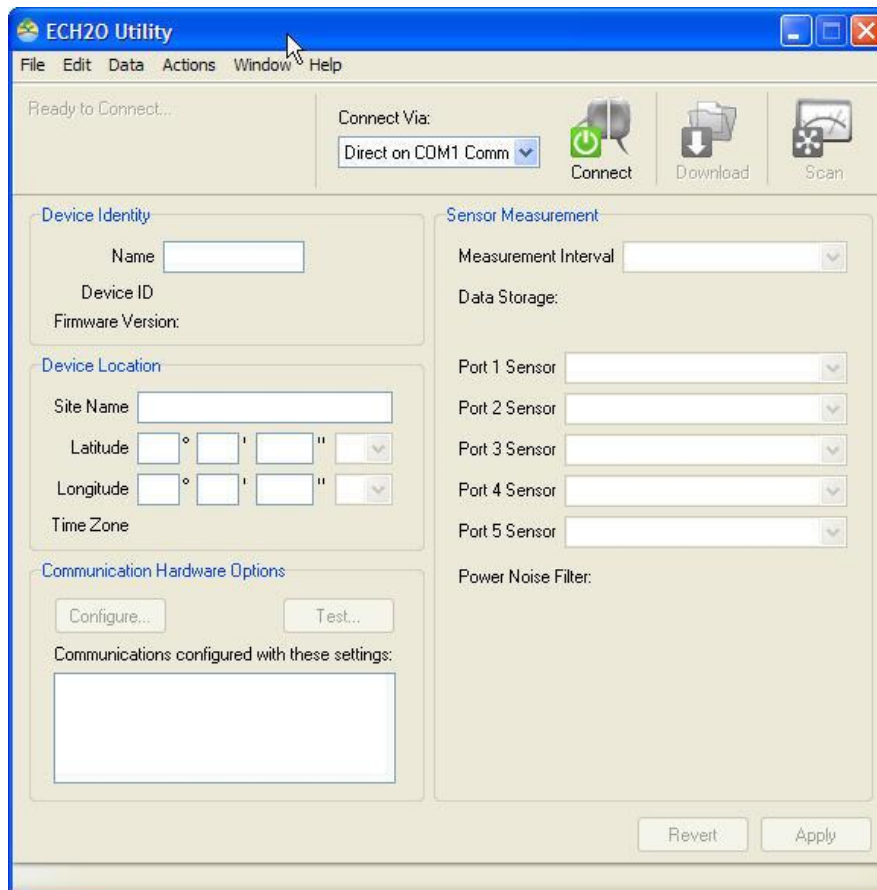 ECH2O Utility
File Edit Data Actions Window Help
Ready to Connect...
Connect Via:
Direct on COM1 Comm
Connect
Download
Scan
Device Identity
Name
Device ID
Firmware Version:
Device Location
Site Name
Latitude ° ' "
Longitude ° ' "
Time Zone
Communication Hardware Options
Configure... Test...
Communications configured with these settings:
Sensor Measurement
Measurement Interval
Data Storage:
Port 1 Sensor
Port 2 Sensor
Port 3 Sensor
Port 4 Sensor
Port 5 Sensor
Power Noise Filter:
Revert Apply